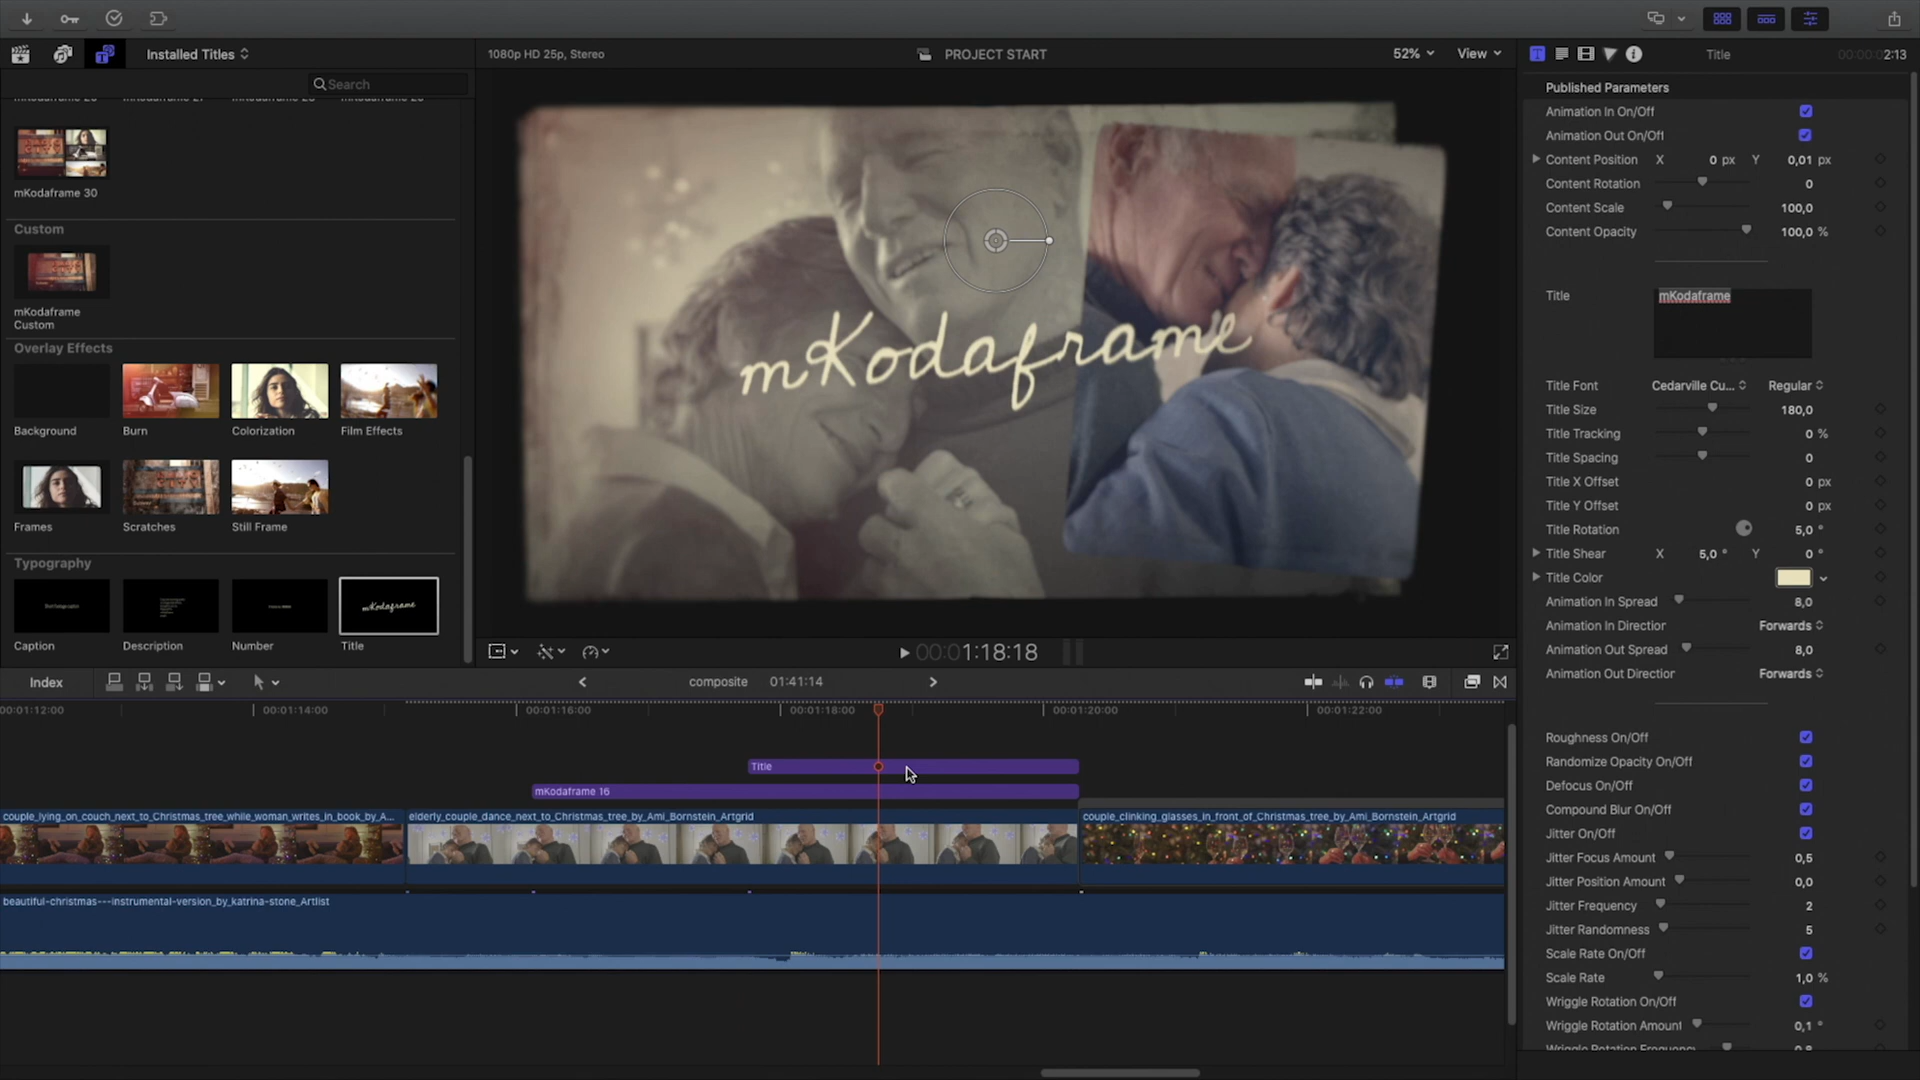 Installed Titles
1080p HD 25p, Stereo
PROJECT START
52%
View
Title
2:13
Search
mKodaframe 30
Custom
mKodaframe
Custom
Overlay Effects
Background
Burn
Colorization
Film Effects
Frames
Scratches
Still Frame
Typography
mKodaframe
Caption
Description
Number
Title
mKodaframe
Published Parameters
Animation In On/Off
Animation Out On/Off
Content Position X 0 px Y 0,01 px
Content Rotation 0
Content Scale 100,0
Content Opacity 100,0 %
Title mKodaframe
Title Font Cedarville Cu... Regular
Title Size 180,0
Title Tracking 0 %
Title Spacing 0
Title X Offset 0 px
Title Y Offset 0 px
Title Rotation 5,0 °
Title Shear X 5,0 ° Y 0 °
Title Color
Animation In Spread 8,0
Animation In Direction Forwards
Animation Out Spread 8,0
Animation Out Direction Forwards
Roughness On/Off
Randomize Opacity On/Off
Defocus On/Off
Compound Blur On/Off
Jitter On/Off
Jitter Focus Amount 0,5
Jitter Position Amount 0,0
Jitter Frequency 2
Jitter Randomness 5
Scale Rate On/Off
Scale Rate 1,0 %
Wriggle Rotation On/Off
Wriggle Rotation Amount 0,1 °
00:01:18:18
Index
composite 01:41:14
00:01:12:00
00:01:14:00
00:01:16:00
00:01:18:00
00:01:20:00
00:01:22:00
Title
mKodaframe 16
couple_lying_on_couch_next_to_Christmas_tree_while_woman_writes_in_book_by_A...
elderly_couple_dance_next_to_Christmas_tree_by_Ami_Bornstein_Artgrid
couple_clinking_glasses_in_front_of_Christmas_tree_by_Ami_Bornstein_Artgrid
beautiful-christmas---instrumental-version_by_katrina-stone_Artlist